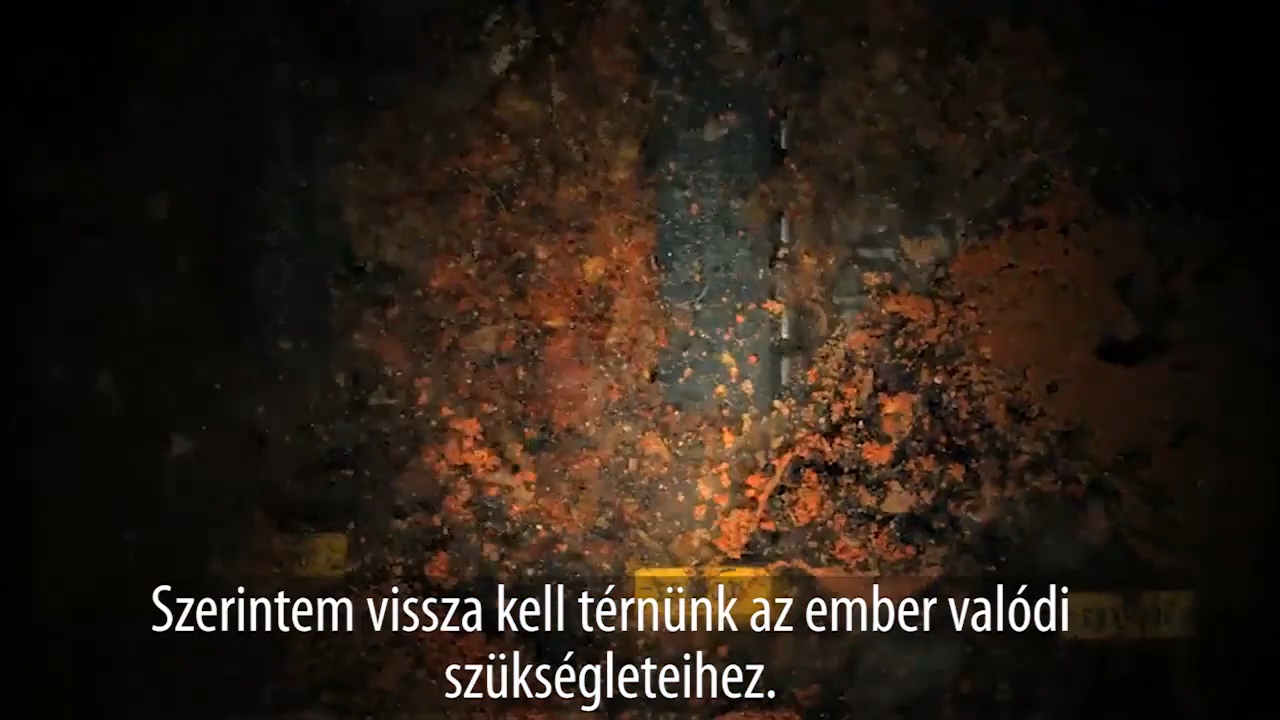 Szerintem vissza kell térnünk az ember valódi
szükségleteihez.